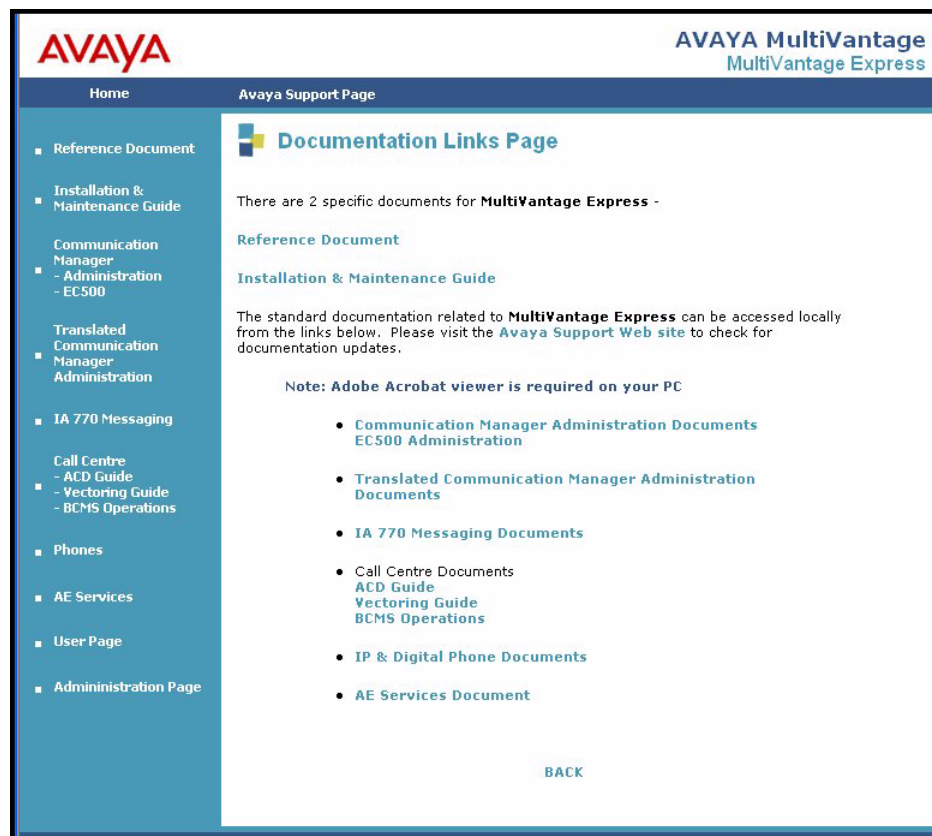 AVAYA
AVAYA MultiVantage
MultiVantage Express
Home
Avaya Support Page
Reference Document
Installation &
Maintenance Guide
Communication
Manager
- Administration
- EC500
Translated
Communication
Manager
Administration
IA 770 Messaging
Call Centre
- ACD Guide
- Vectoring Guide
- BCMS Operations
Phones
AE Services
User Page
Admininistration Page
Documentation Links Page
There are 2 specific documents for MultiVantage Express -
Reference Document
Installation & Maintenance Guide
The standard documentation related to MultiVantage Express can be accessed locally
from the links below. Please visit the Avaya Support Web site to check for
documentation updates.
Note: Adobe Acrobat viewer is required on your PC
• Communication Manager Administration Documents
EC500 Administration
• Translated Communication Manager Administration
Documents
• IA 770 Messaging Documents
• Call Centre Documents
ACD Guide
Vectoring Guide
BCMS Operations
• IP & Digital Phone Documents
• AE Services Document
BACK